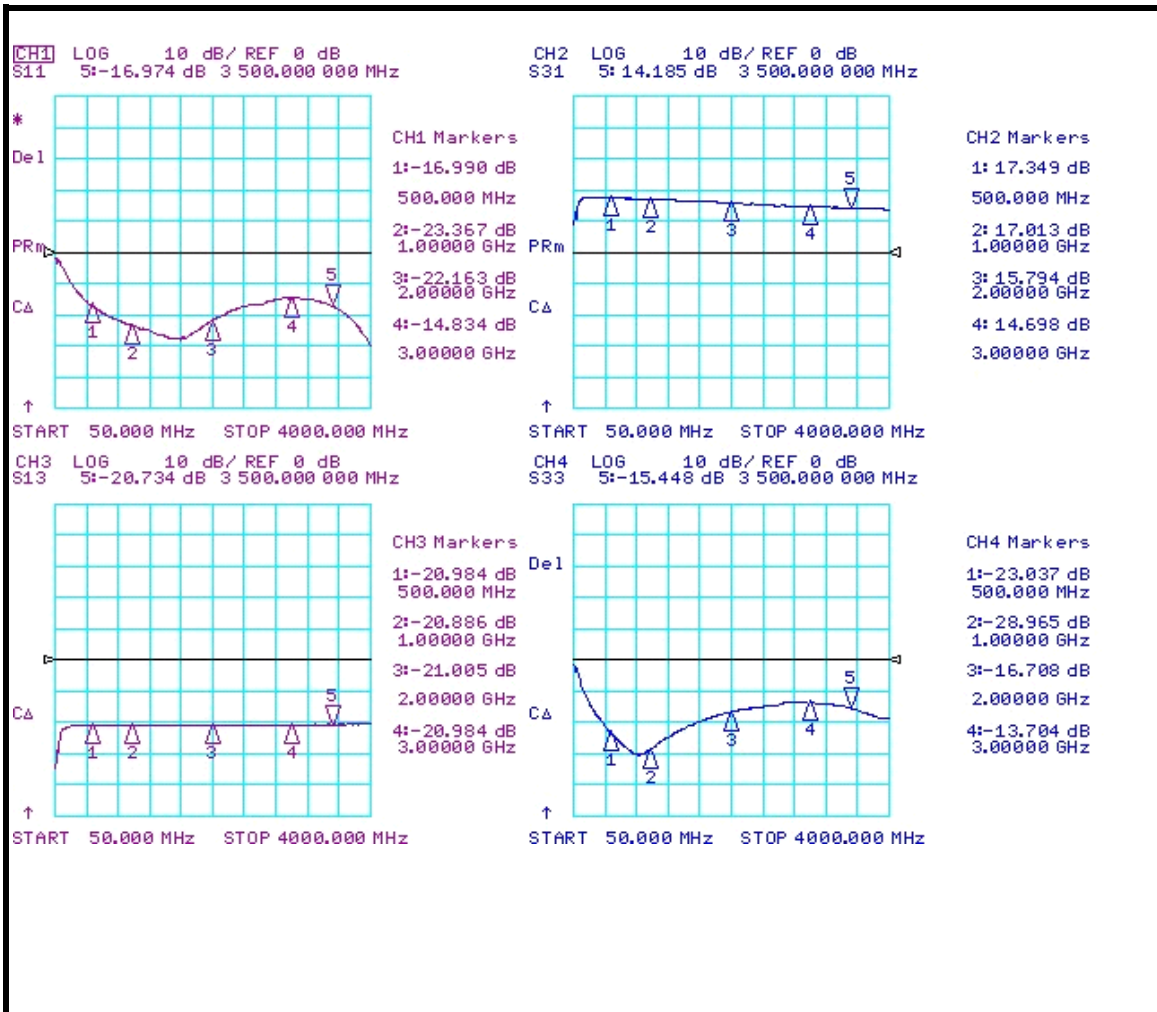 CH1 LOG 10 dB/ REF 0 dB
S11 5:-16.974 dB 3 500.000 000 MHz
*
Del
PRm
CΔ
↑
5
1
2
3
4
CH1 Markers
1:-16.990 dB
500.000 MHz
2:-23.367 dB
1.00000 GHz
3:-22.163 dB
2.00000 GHz
4:-14.834 dB
3.00000 GHz
START 50.000 MHz STOP 4000.000 MHz
CH2 LOG 10 dB/ REF 0 dB
S31 5: 14.185 dB 3 500.000 000 MHz
PRm
CΔ
↑
5
1
2
3
4
CH2 Markers
1: 17.349 dB
500.000 MHz
2: 17.013 dB
1.00000 GHz
3: 15.794 dB
2.00000 GHz
4: 14.698 dB
3.00000 GHz
START 50.000 MHz STOP 4000.000 MHz
CH3 LOG 10 dB/ REF 0 dB
S13 5:-20.734 dB 3 500.000 000 MHz
CΔ
↑
5
1
2
3
4
CH3 Markers
1:-20.984 dB
500.000 MHz
2:-20.886 dB
1.00000 GHz
3:-21.005 dB
2.00000 GHz
4:-20.984 dB
3.00000 GHz
START 50.000 MHz STOP 4000.000 MHz
CH4 LOG 10 dB/ REF 0 dB
S33 5:-15.448 dB 3 500.000 000 MHz
Del
CΔ
↑
5
1
2
3
4
CH4 Markers
1:-23.037 dB
500.000 MHz
2:-28.965 dB
1.00000 GHz
3:-16.708 dB
2.00000 GHz
4:-13.704 dB
3.00000 GHz
START 50.000 MHz STOP 4000.000 MHz